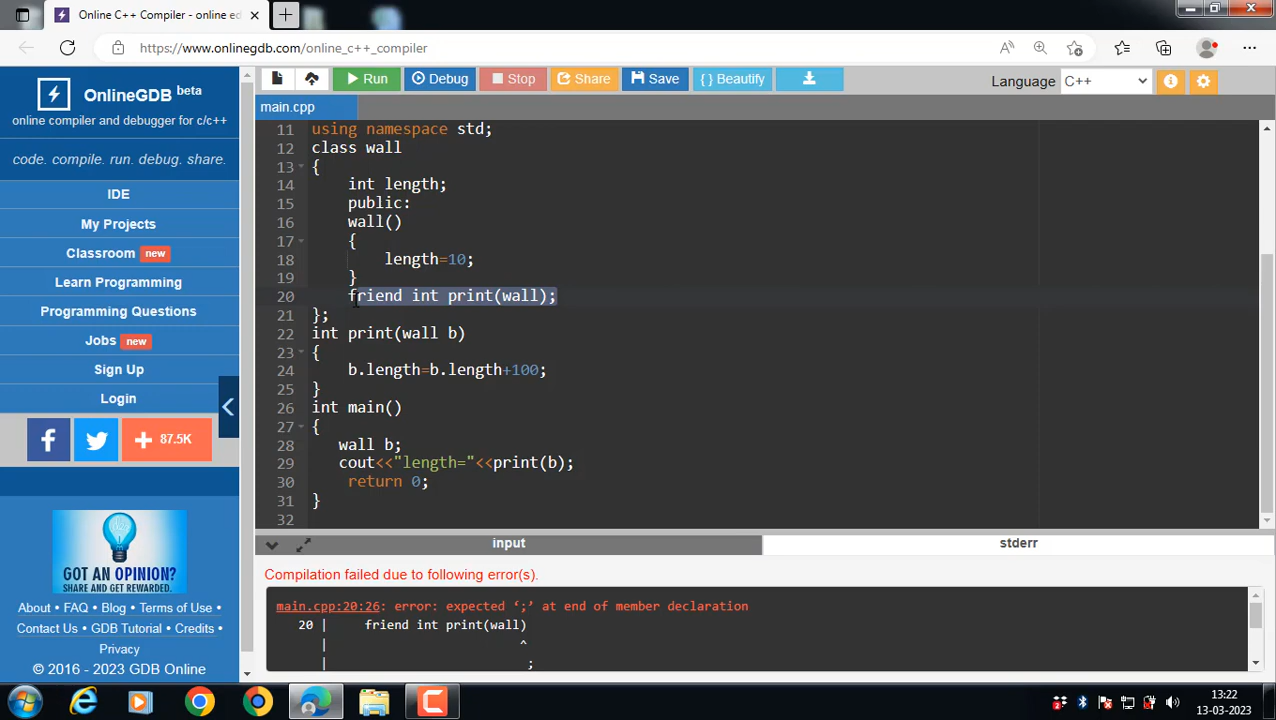 Online C++ Compiler - online ed
https://www.onlinegdb.com/online_c++_compiler
OnlineGDB beta
online compiler and debugger for c/c++
code. compile. run. debug. share.
IDE
My Projects
Classroom new
Learn Programming
Programming Questions
Jobs new
Sign Up
Login
87.5K
GOT AN OPINION?
SHARE AND GET REWARDED.
About • FAQ • Blog • Terms of Use •
Contact Us • GDB Tutorial • Credits •
Privacy
© 2016 - 2023 GDB Online
Run
Debug
Stop
Share
Save
{ } Beautify
Language C++
main.cpp
11 using namespace std;
12 class wall
13 {
14 int length;
15 public:
16 wall()
17 {
18 length=10;
19 }
20 friend int print(wall);
21 };
22 int print(wall b)
23 {
24 b.length=b.length+100;
25 }
26 int main()
27 {
28 wall b;
29 cout<<"length="<<print(b);
30 return 0;
31 }
32
input
stderr
Compilation failed due to following error(s).
main.cpp:20:26: error: expected ‘;’ at end of member declaration
20 | friend int print(wall)
| ^
| ;
13:22
13-03-2023